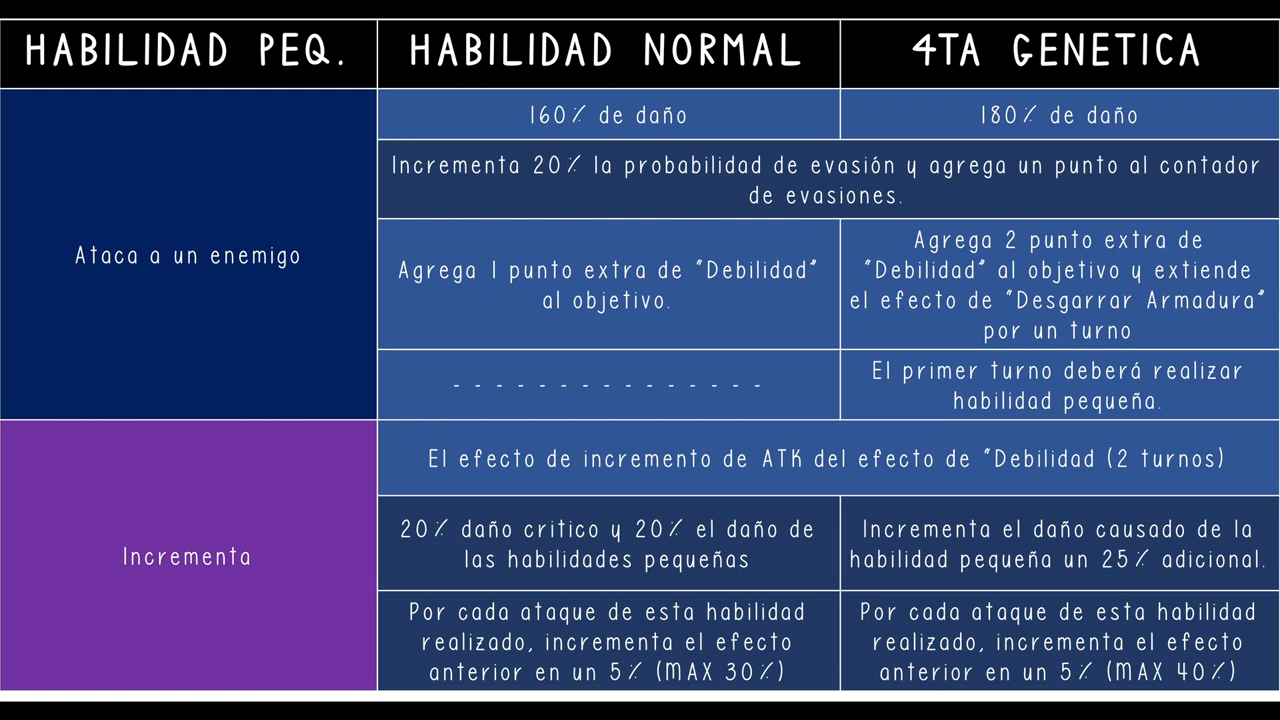 HABILIDAD PEQ.
HABILIDAD NORMAL
4TA GENETICA
Ataca a un enemigo
160% de daño
180% de daño
Incrementa 20% la probabilidad de evasión y agrega un punto al contador
de evasiones.
Agrega 1 punto extra de "Debilidad"
al objetivo.
Agrega 2 punto extra de
"Debilidad" al objetivo y extiende
el efecto de "Desgarrar Armadura"
por un turno
- - - - - - - - - - - - - - -
El primer turno deberá realizar
habilidad pequeña.
Incrementa
El efecto de incremento de ATK del efecto de "Debilidad (2 turnos)
20% daño critico y 20% el daño de
las habilidades pequeñas
Incrementa el daño causado de la
habilidad pequeña un 25% adicional.
Por cada ataque de esta habilidad
realizado, incrementa el efecto
anterior en un 5% (MAX 30%)
Por cada ataque de esta habilidad
realizado, incrementa el efecto
anterior en un 5% (MAX 40%)